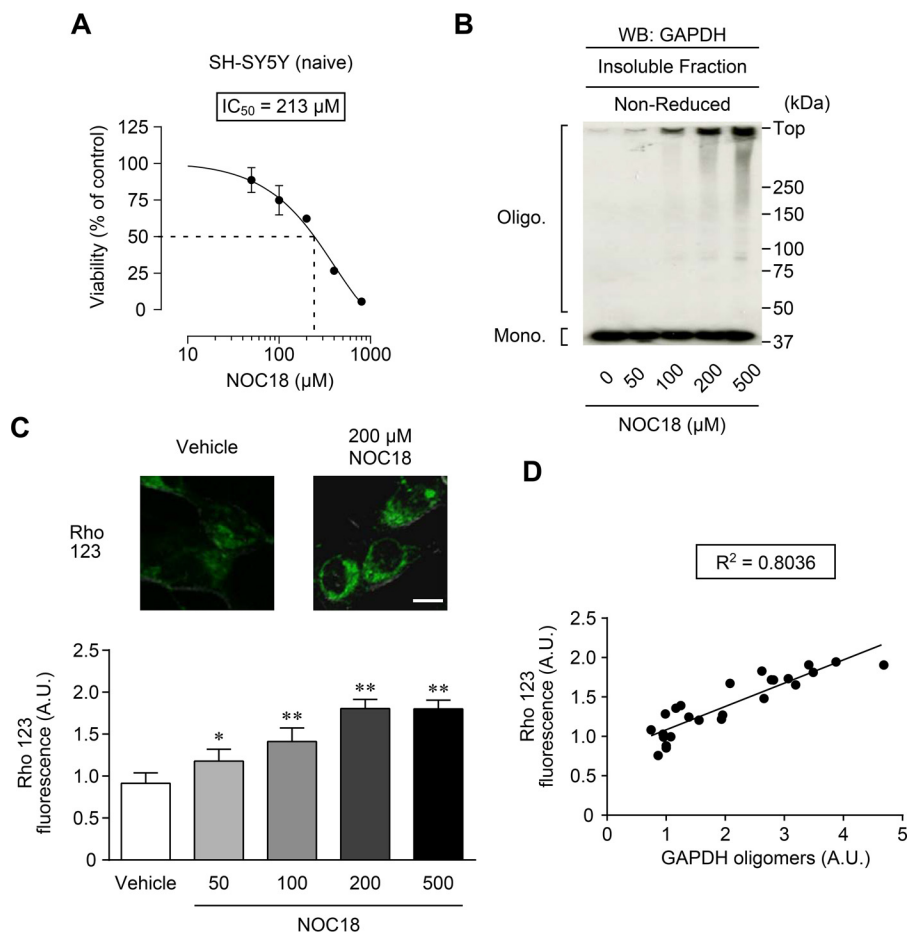 A
SH-SY5Y (naive)
IC50 = 213 µM
125
100
75
50
25
0
Viability (% of control)
10
100
1000
NOC18 (µM)
B
WB: GAPDH
Insoluble Fraction
Non-Reduced
(kDa)
Top
250
150
100
75
50
37
Oligo.
Mono.
0
50
100
200
500
NOC18 (µM)
C
Vehicle
200 µM
NOC18
Rho
123
2.5
2.0
1.5
1.0
0.5
0
Rho 123
fluorescence (A.U.)
*
**
**
**
Vehicle
50
100
200
500
NOC18
D
R2 = 0.8036
2.5
2.0
1.5
1.0
0.5
0
Rho 123
fluorescence (A.U.)
0
1
2
3
4
5
GAPDH oligomers (A.U.)